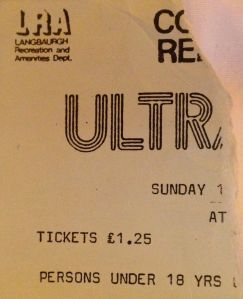 LRA
LANGBAURGH
Recreation and
Amenities Dept.
CO
RE
ULTRA
SUNDAY 1
AT
TICKETS £1.25
PERSONS UNDER 18 YRS